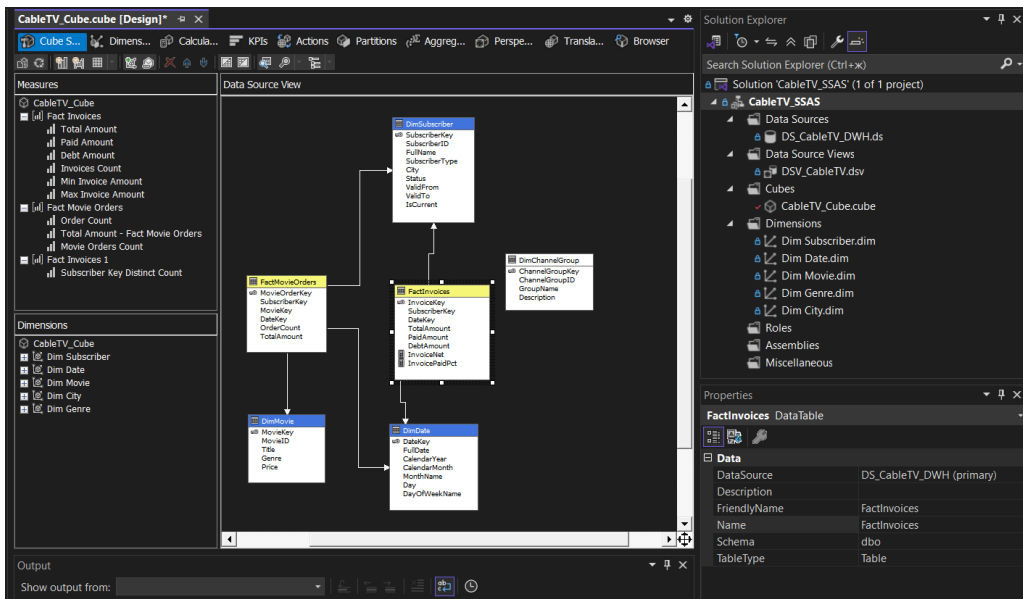 CableTV_Cube.cube [Design]*
Cube S...
Dimens...
Calcula...
KPIs
Actions
Partitions
Aggreg...
Perspe...
Transla...
Browser
Measures
CableTV_Cube
Fact Invoices
Total Amount
Paid Amount
Debt Amount
Invoices Count
Min Invoice Amount
Max Invoice Amount
Fact Movie Orders
Order Count
Total Amount - Fact Movie Orders
Movie Orders Count
Fact Invoices 1
Subscriber Key Distinct Count
Dimensions
CableTV_Cube
Dim Subscriber
Dim Date
Dim Movie
Dim City
Dim Genre
Data Source View
DimSubscriber
SubscriberKey
SubscriberID
FullName
SubscriberType
City
Status
ValidFrom
ValidTo
IsCurrent
DimChannelGroup
ChannelGroupKey
ChannelGroupID
GroupName
Description
FactMovieOrders
MovieOrderKey
SubscriberKey
MovieKey
DateKey
OrderCount
TotalAmount
FactInvoices
InvoiceKey
SubscriberKey
DateKey
TotalAmount
PaidAmount
DebtAmount
InvoiceNet
InvoicePaidPct
DimMovie
MovieKey
MovieID
Title
Genre
Price
DimDate
DateKey
FullDate
CalendarYear
CalendarMonth
MonthName
Day
DayOfWeekName
Output
Show output from:
Solution Explorer
Search Solution Explorer (Ctrl+ж)
Solution 'CableTV_SSAS' (1 of 1 project)
CableTV_SSAS
Data Sources
DS_CableTV_DWH.ds
Data Source Views
DSV_CableTV.dsv
Cubes
CableTV_Cube.cube
Dimensions
Dim Subscriber.dim
Dim Date.dim
Dim Movie.dim
Dim Genre.dim
Dim City.dim
Roles
Assemblies
Miscellaneous
Properties
FactInvoices DataTable
Data
DataSource DS_CableTV_DWH (primary)
Description
FriendlyName FactInvoices
Name FactInvoices
Schema dbo
TableType Table